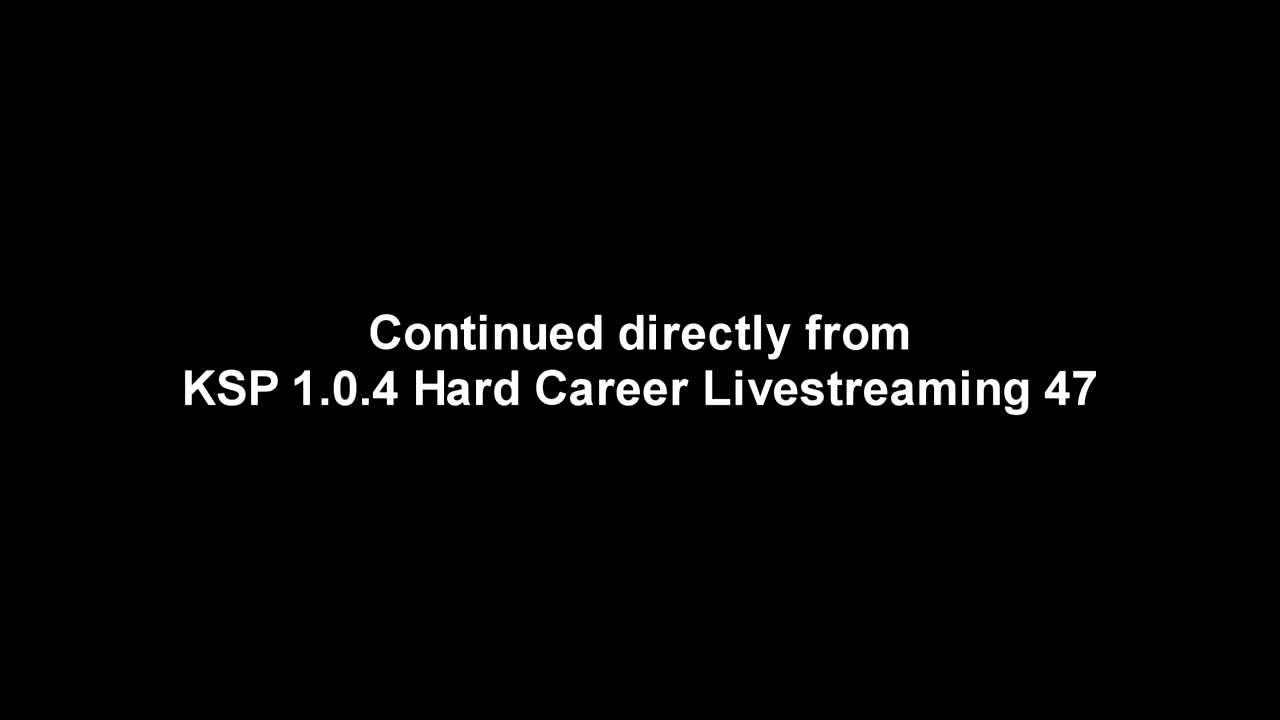 Continued directly from
KSP 1.0.4 Hard Career Livestreaming 47